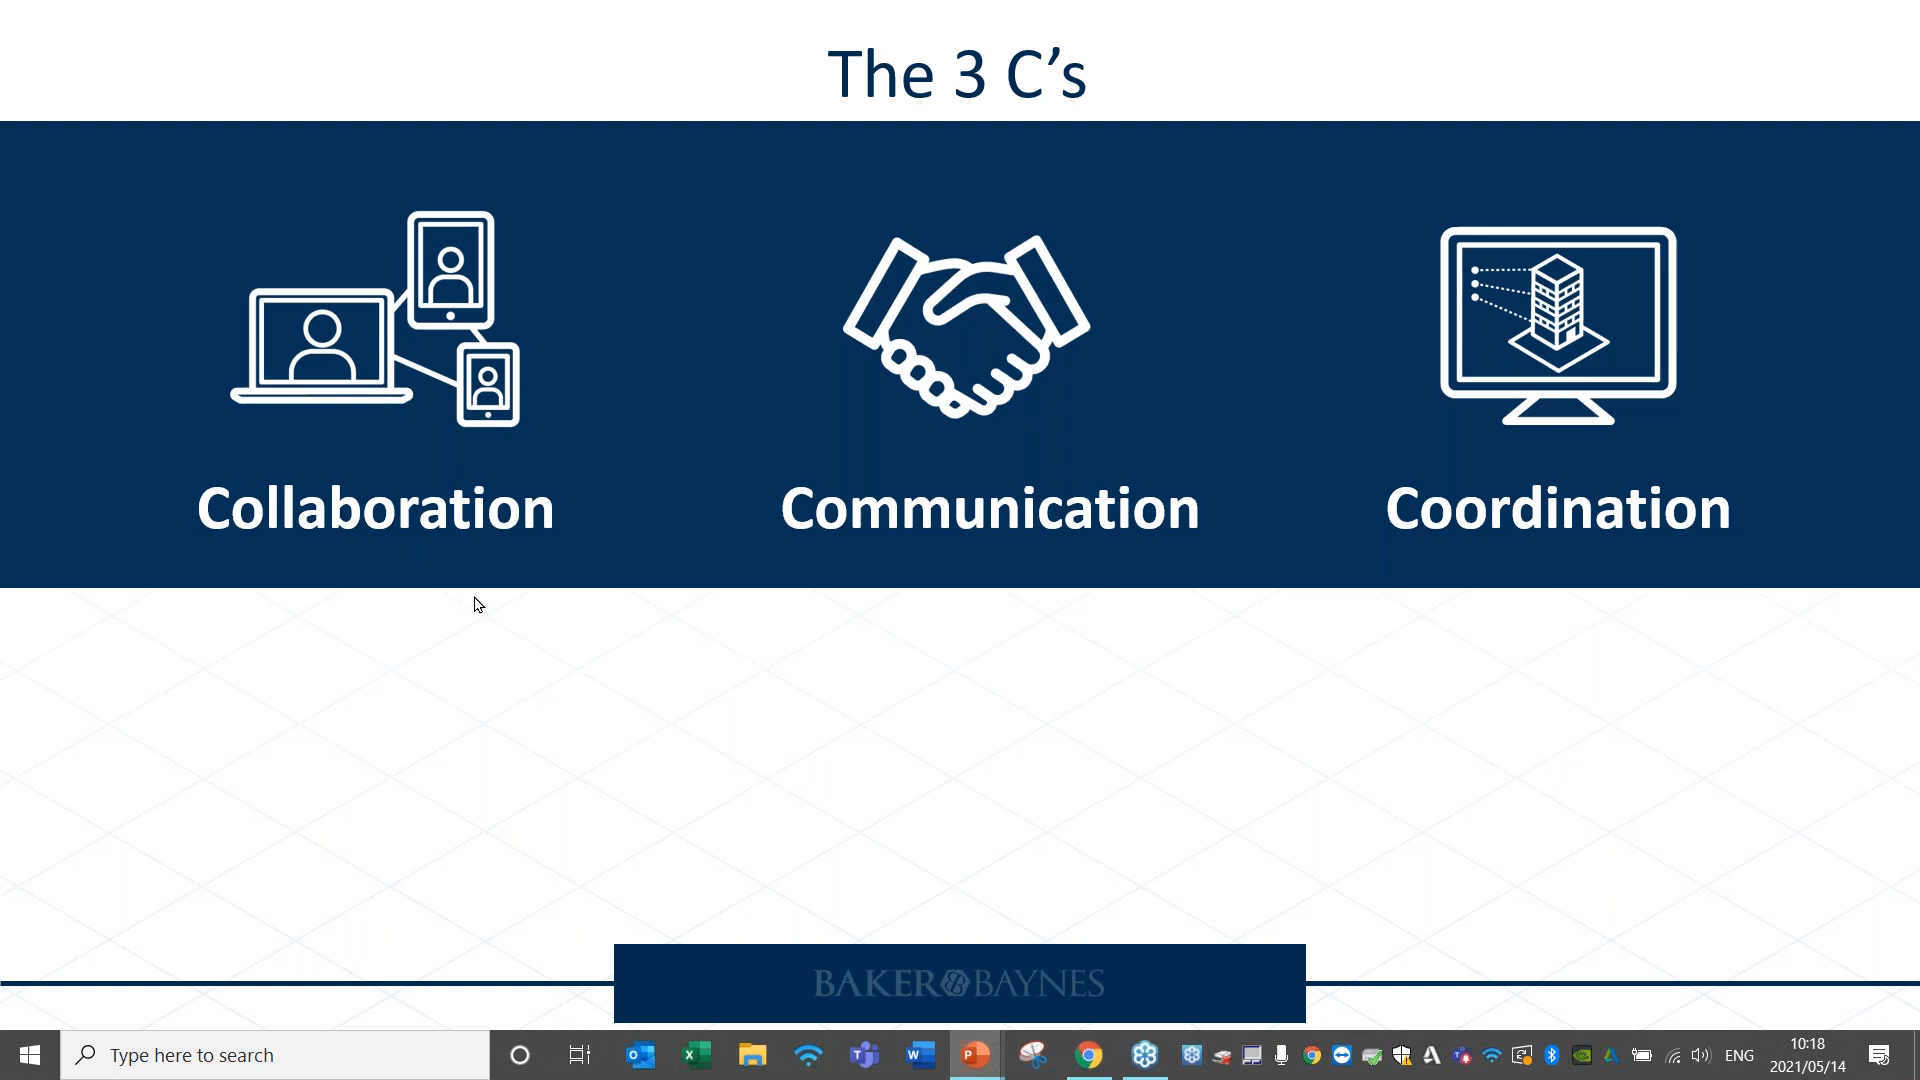 The 3 C’s
Collaboration
Communication
Coordination
BAKER BAYNES
Type here to search
ENG
10:18
2021/05/14